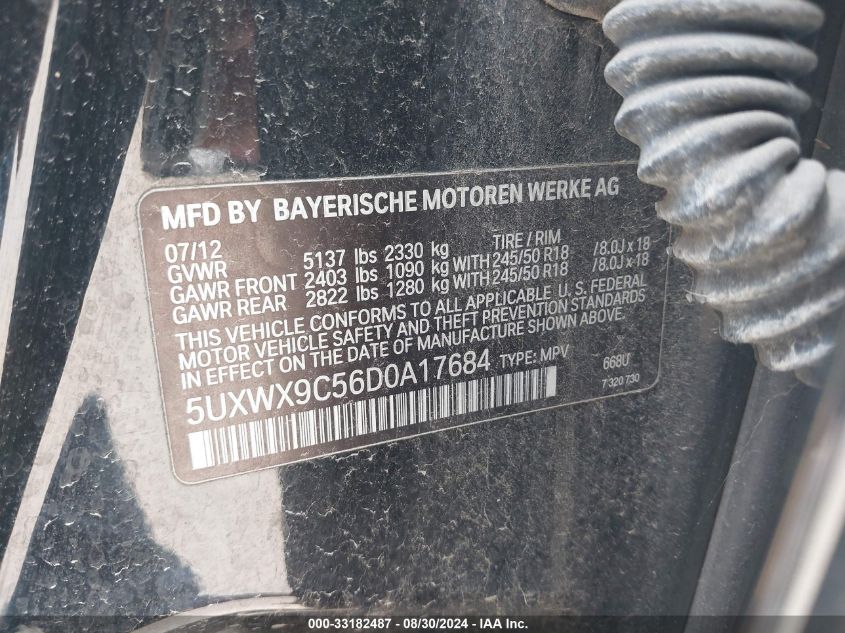 MFD BY BAYERISCHE MOTOREN WERKE AG
07/12 TIRE / RIM
GVWR 5137 lbs 2330 kg
GAWR FRONT 2403 lbs 1090 kg WITH 245/50 R18 /8.0J x 18
GAWR REAR 2822 lbs 1280 kg WITH 245/50 R18 /8.0J x 18
THIS VEHICLE CONFORMS TO ALL APPLICABLE U. S. FEDERAL
MOTOR VEHICLE SAFETY AND THEFT PREVENTION STANDARDS
IN EFFECT ON THE DATE OF MANUFACTURE SHOWN ABOVE.
5UXWX9C56D0A17684 TYPE: MPV 668U
7 320 730
000-33182487 - 08/30/2024 - IAA Inc.